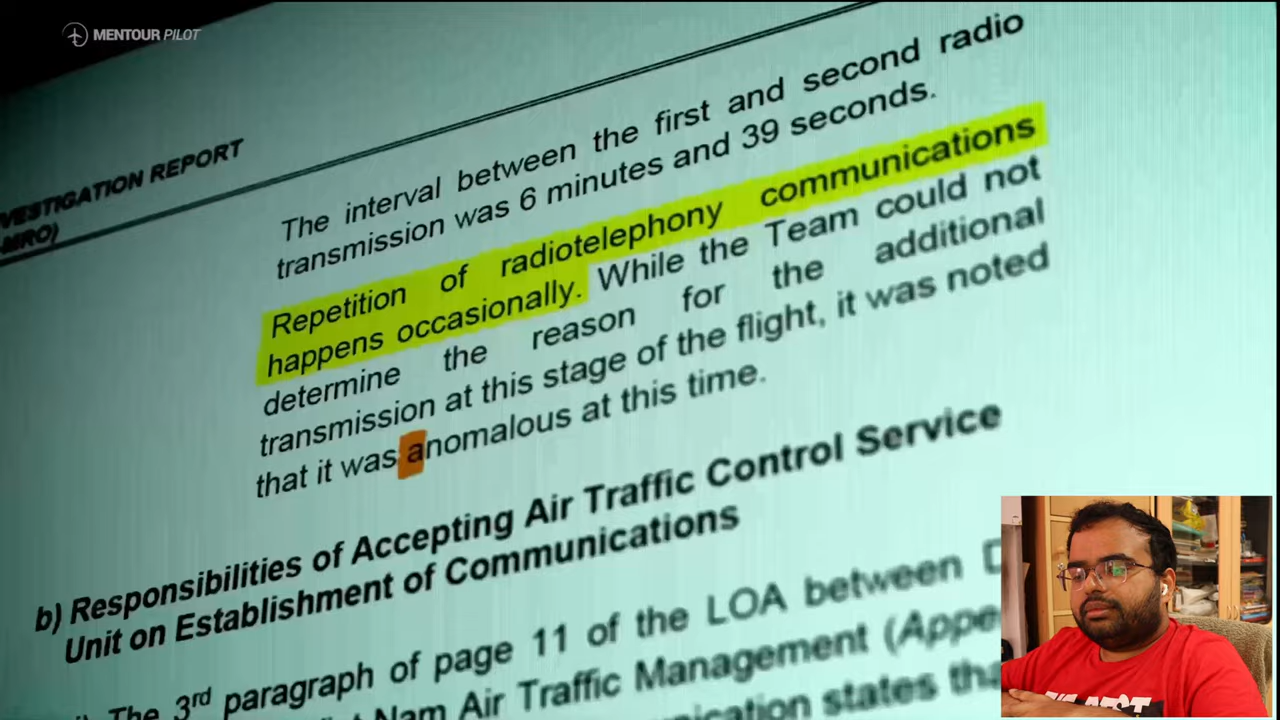 MENTOUR PILOT
VESTIGATION REPORT
-MRO)
The interval between the first and second radio
transmission was 6 minutes and 39 seconds.
Repetition of radiotelephony communications
happens occasionally. While the Team could not
determine the reason for the additional
transmission at this stage of the flight, it was noted
that it was anomalous at this time.
b) Responsibilities of Accepting Air Traffic Control Service
Unit on Establishment of Communications
The 3rd paragraph of page 11 of the LOA between
Nam Air Traffic Management (Appe
states